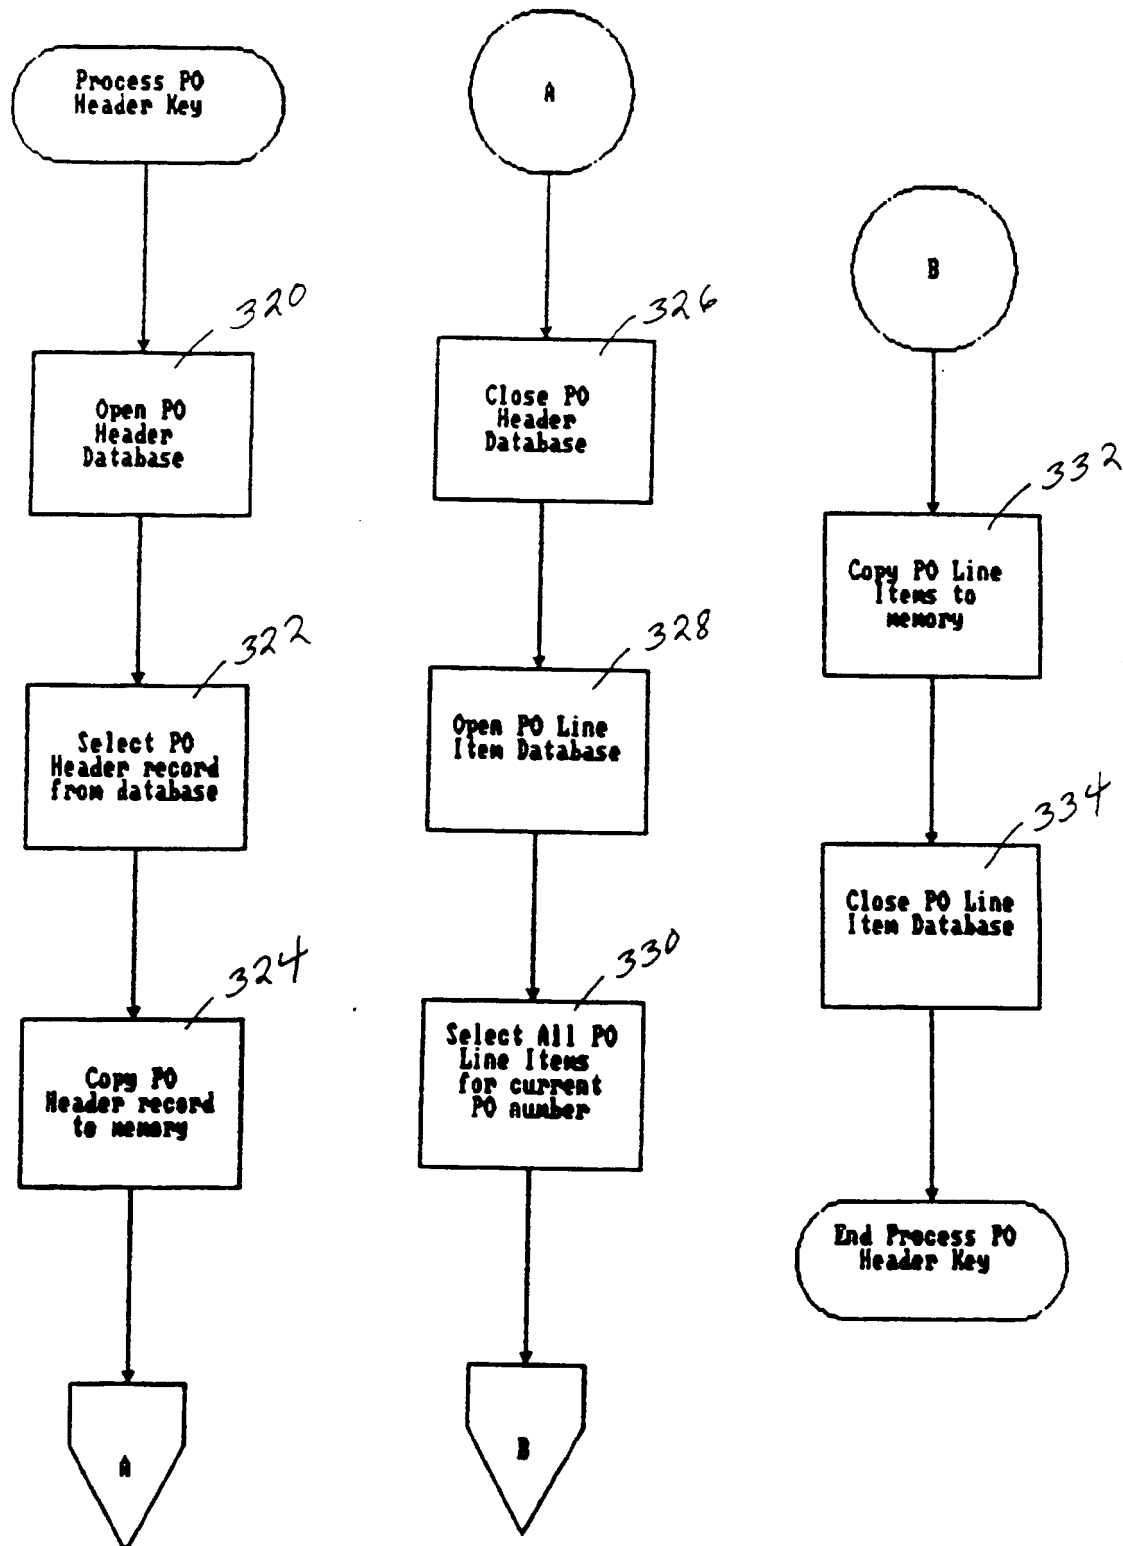 Process PO
Header Key
320
Open PO
Header
Database
322
Select PO
Header record
from database
324
Copy PO
Header record
to memory
A
A
326
Close PO
Header
Database
328
Open PO Line
Item Database
330
Select All PO
Line Items
for current
PO number
B
B
332
Copy PO Line
Items to
memory
334
Close PO Line
Item Database
End Process PO
Header Key